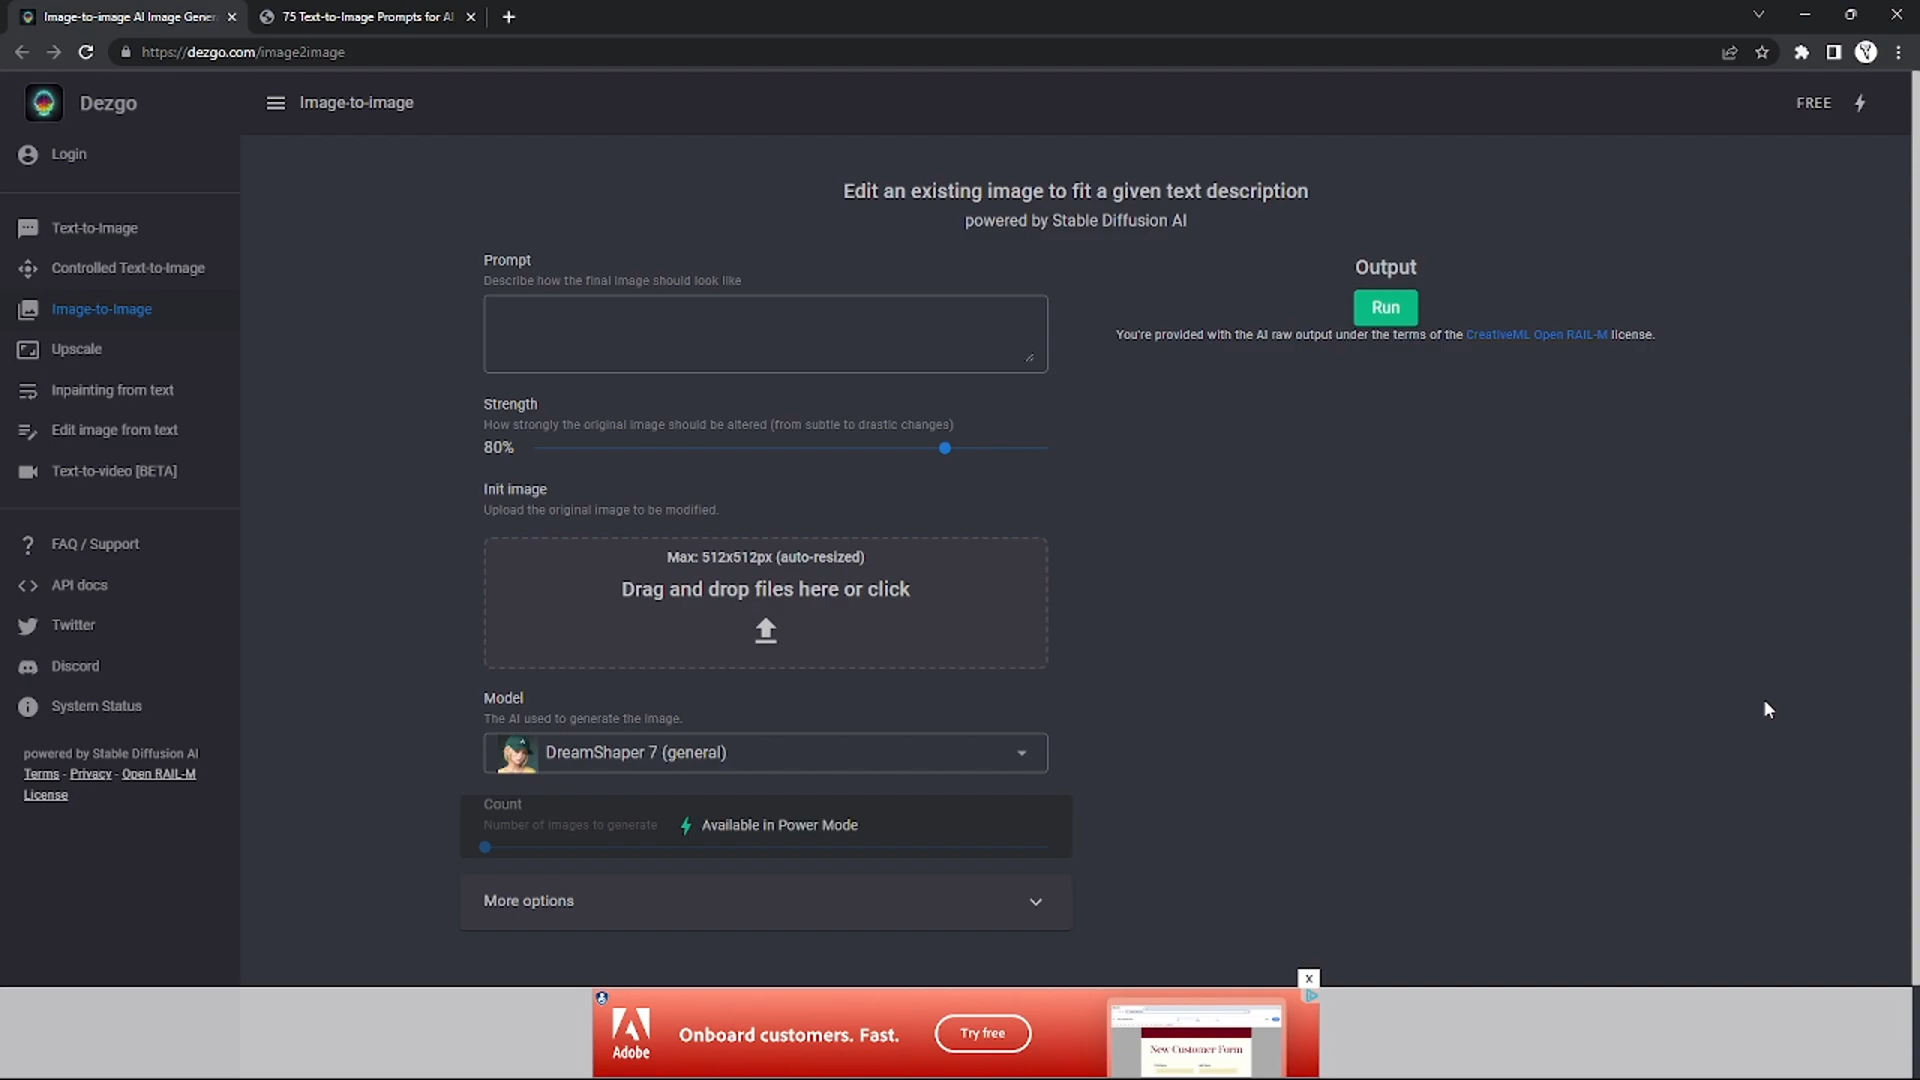 Image-to-image AI Image Gener
75 Text-to-Image Prompts for AI
https://dezgo.com/image2image
Dezgo
Image-to-image
FREE
Login
Text-to-Image
Controlled Text-to-Image
Image-to-Image
Upscale
Inpainting from text
Edit image from text
Text-to-video [BETA]
FAQ / Support
API docs
Twitter
Discord
System Status
powered by Stable Diffusion AI
Terms - Privacy - Open RAIL-M
License
Edit an existing image to fit a given text description
powered by Stable Diffusion AI
Prompt
Describe how the final image should look like
Strength
How strongly the original image should be altered (from subtle to drastic changes)
80%
Init image
Upload the original image to be modified.
Max: 512x512px (auto-resized)
Drag and drop files here or click
Model
The AI used to generate the image.
DreamShaper 7 (general)
Count
Number of images to generate
Available in Power Mode
More options
Output
Run
You're provided with the AI raw output under the terms of the CreativeML Open RAIL-M license.
x
Adobe
Onboard customers. Fast.
Try free
New Customer Form